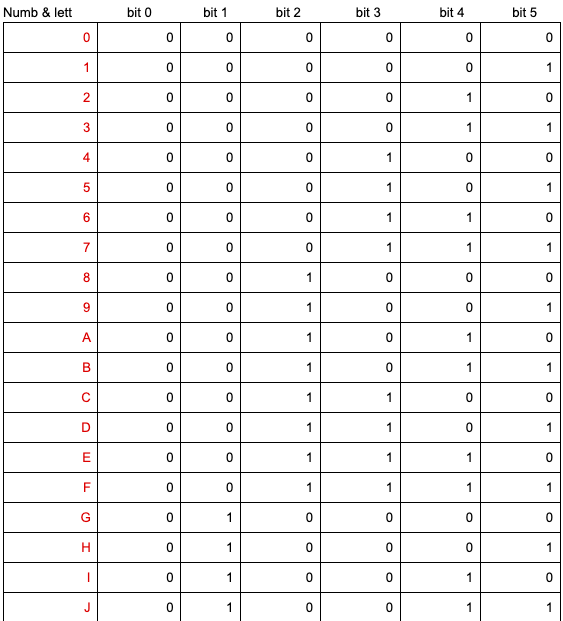 Numb & lett bit 0 bit 1 bit 2 bit 3 bit 4 bit 5
0 0 0 0 0 0 0
1 0 0 0 0 0 1
2 0 0 0 0 1 0
3 0 0 0 0 1 1
4 0 0 0 1 0 0
5 0 0 0 1 0 1
6 0 0 0 1 1 0
7 0 0 0 1 1 1
8 0 0 1 0 0 0
9 0 0 1 0 0 1
A 0 0 1 0 1 0
B 0 0 1 0 1 1
C 0 0 1 1 0 0
D 0 0 1 1 0 1
E 0 0 1 1 1 0
F 0 0 1 1 1 1
G 0 1 0 0 0 0
H 0 1 0 0 0 1
I 0 1 0 0 1 0
J 0 1 0 0 1 1